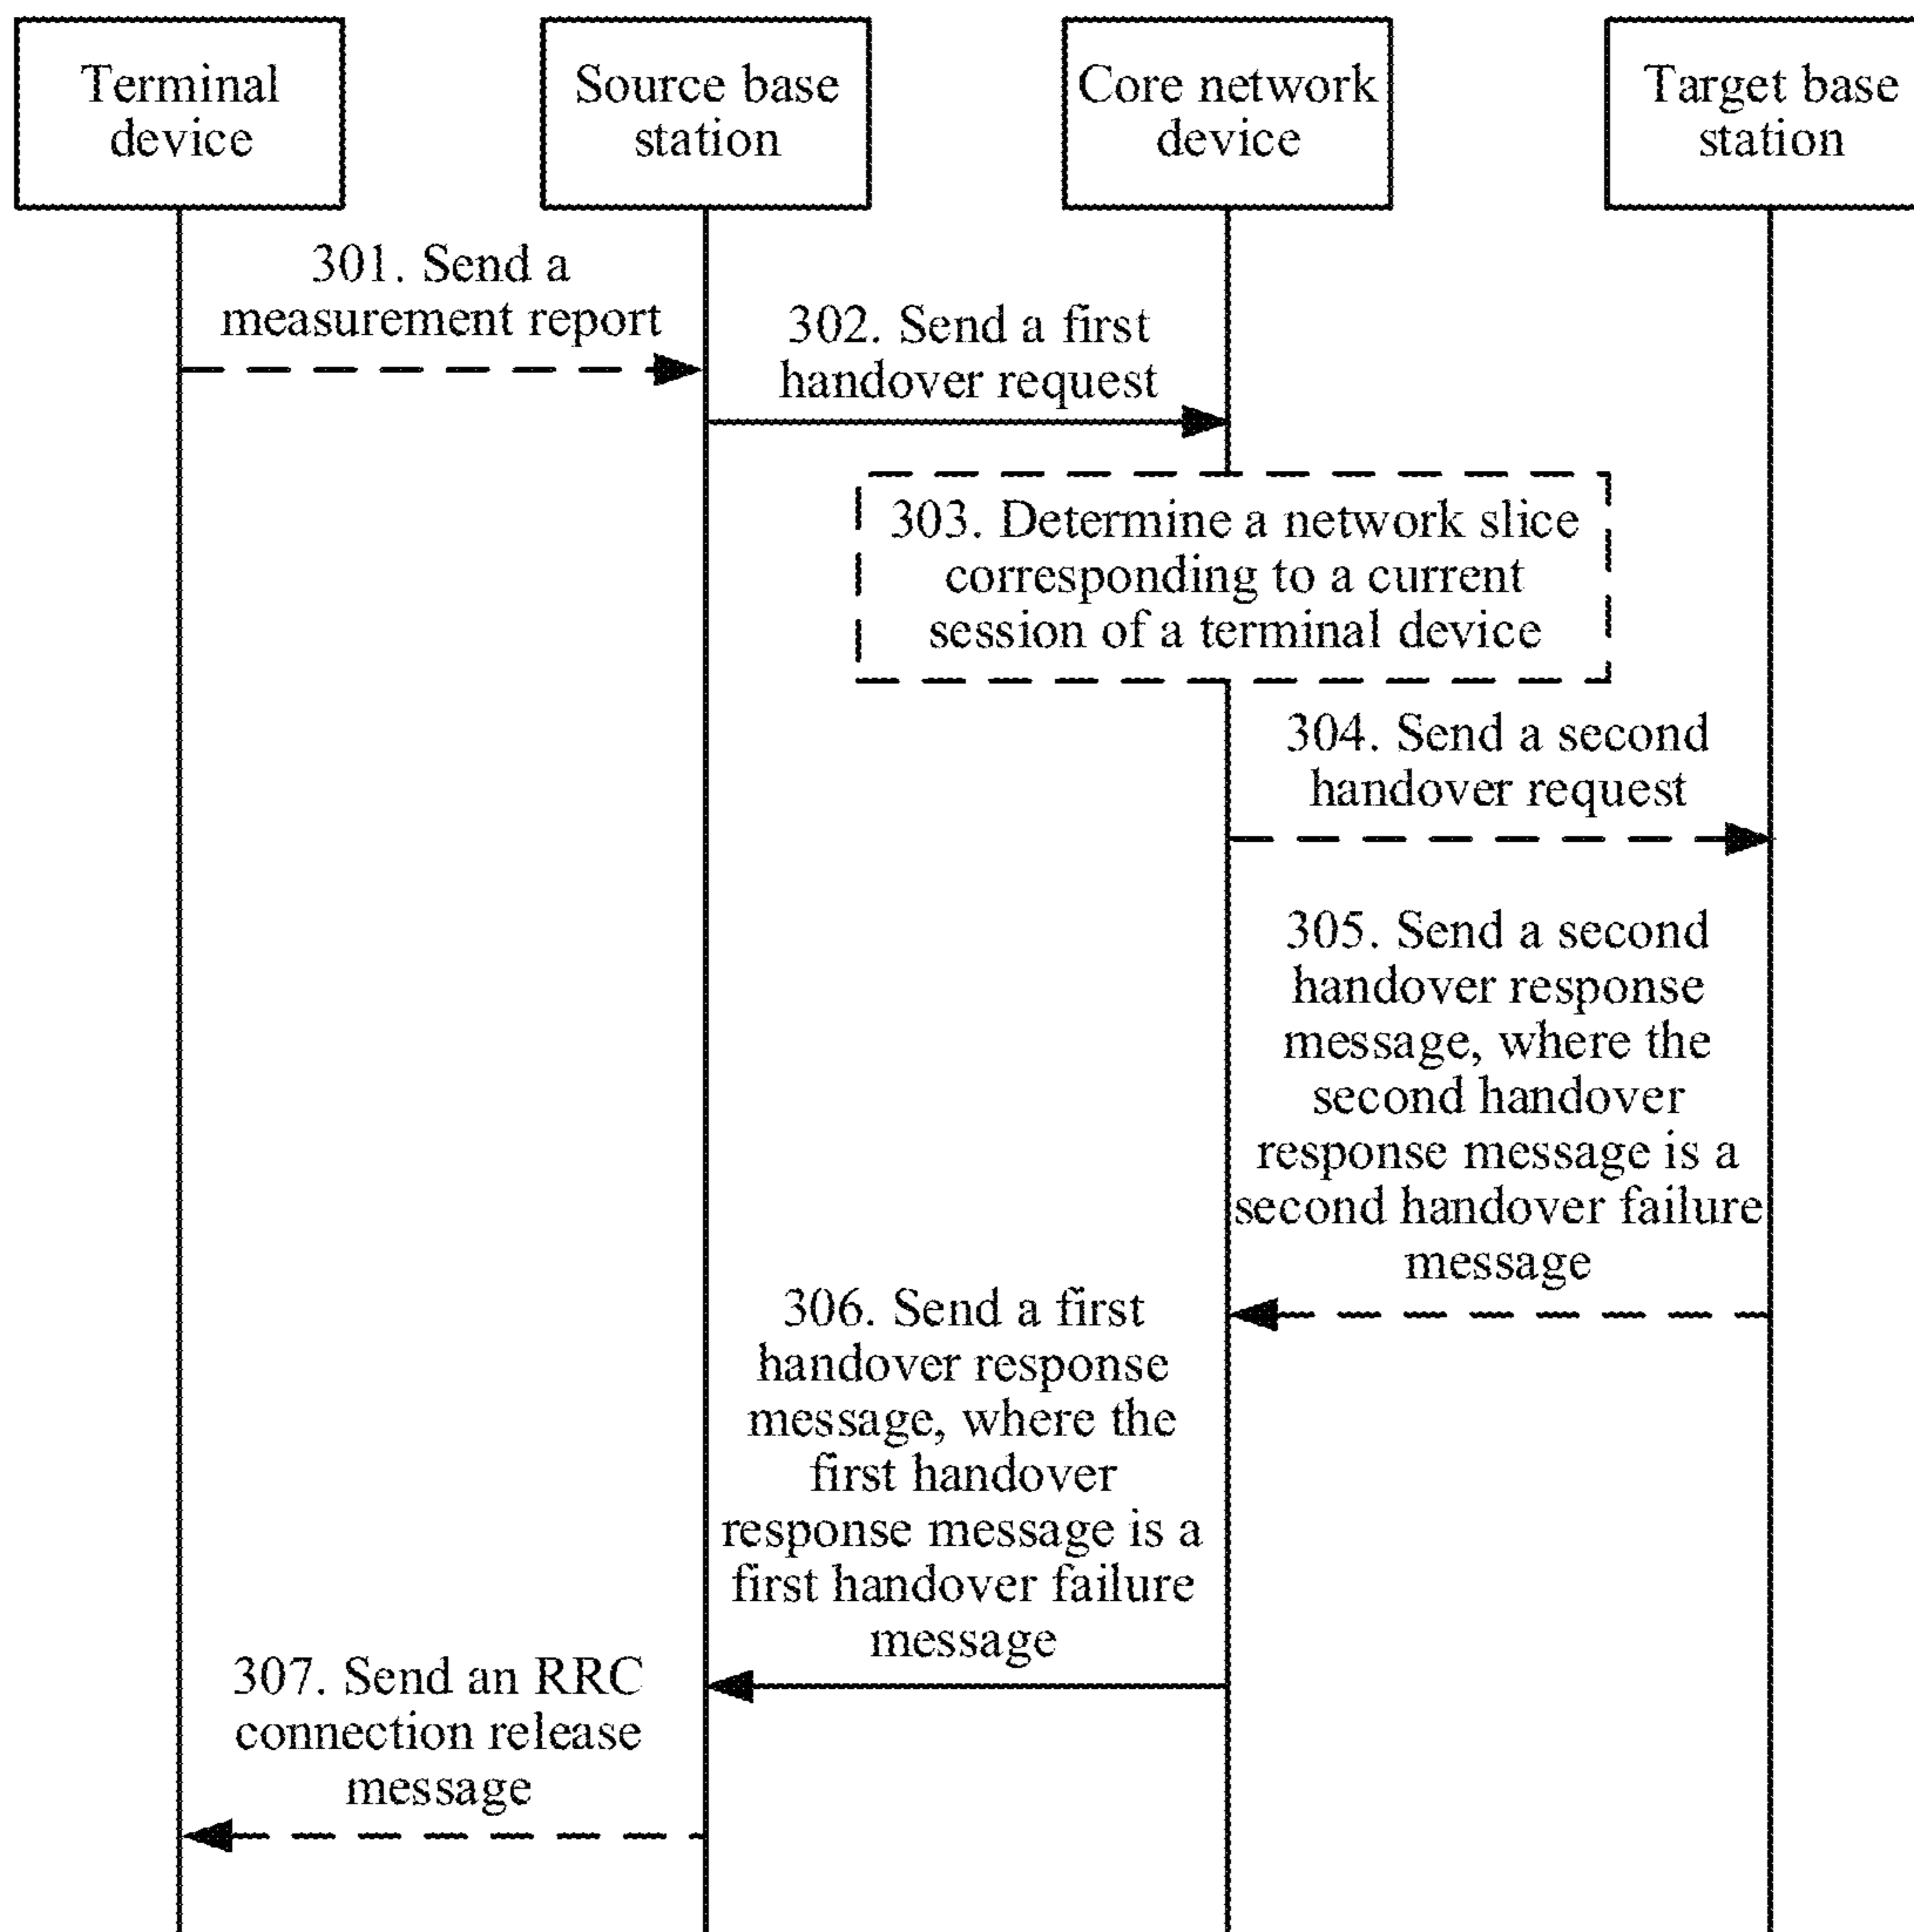 Terminal
device
Source base
station
Core network
device
Target base
station
301. Send a
measurement report
302. Send a first
handover request
303. Determine a network slice
corresponding to a current
session of a terminal device
304. Send a second
handover request
305. Send a second
handover response
message, where the
second handover
response message is a
second handover failure
message
306. Send a first
handover response
message, where the
first handover
response message is a
first handover failure
message
307. Send an RRC
connection release
message